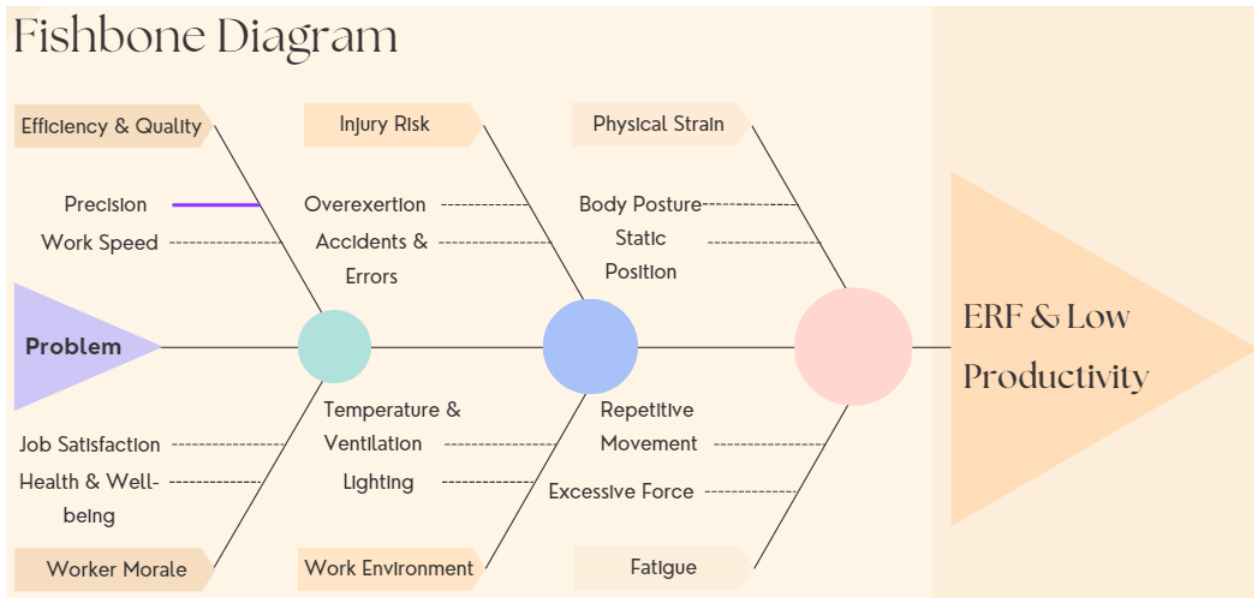 Fishbone Diagram
Efficiency & Quality
Injury Risk
Physical Strain
Precision
Work Speed
Overexertion
Accidents &
Errors
Body Posture
Static
Position
Problem
ERF & Low
Productivity
Job Satisfaction
Health & Well-
being
Temperature &
Ventilation
Lighting
Repetitive
Movement
Excessive Force
Worker Morale
Work Environment
Fatigue